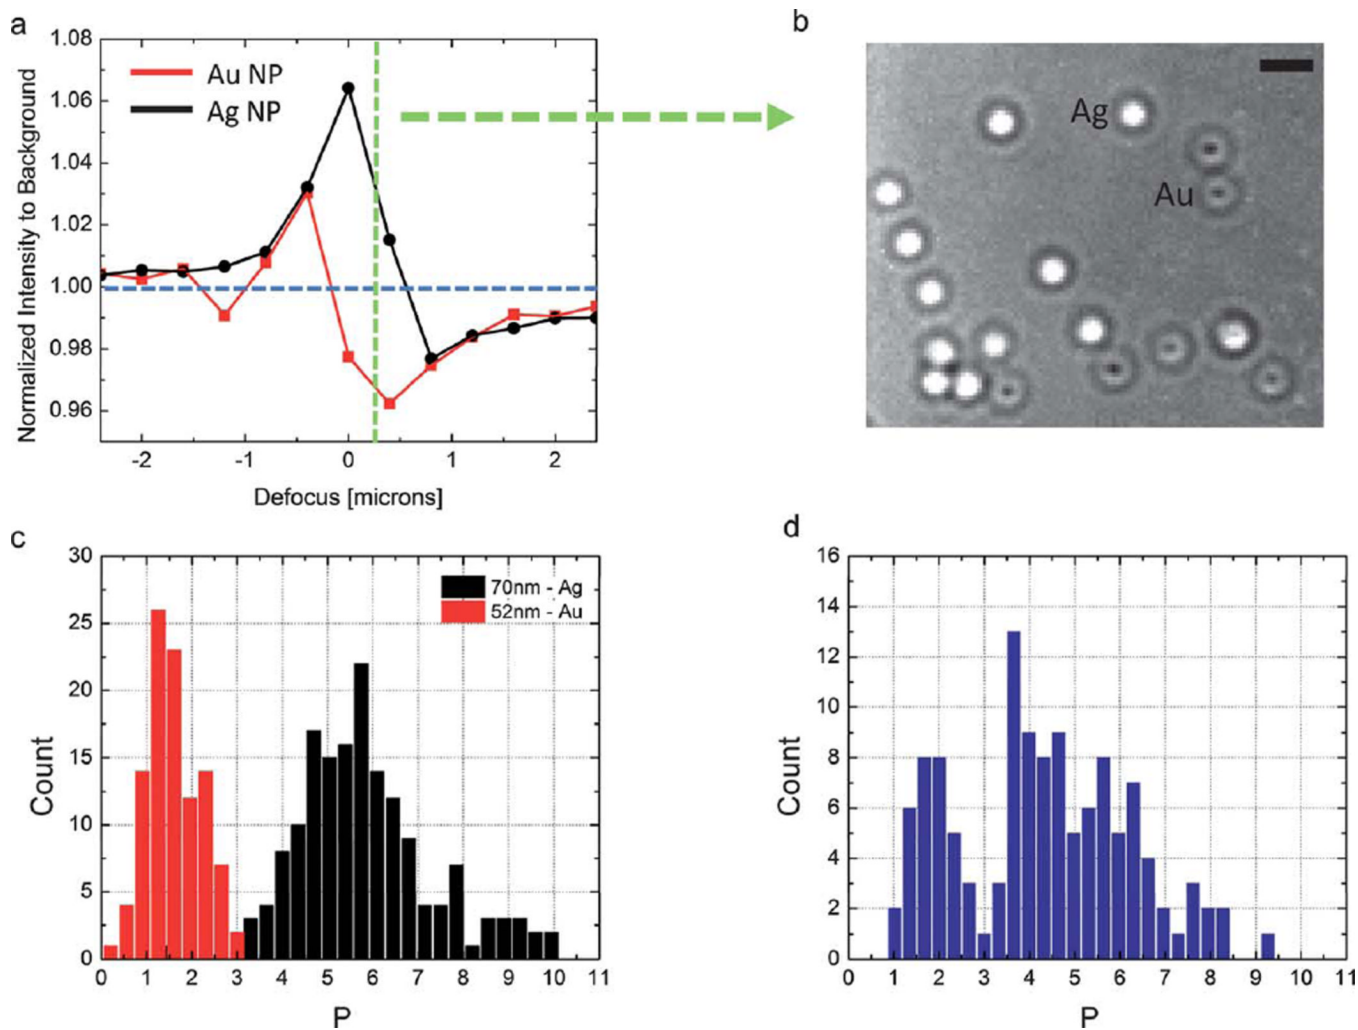 a
1.08
1.06
1.04
1.02
1.00
0.98
0.96
Normalized Intensity to Background
Au NP
Ag NP
-2
-1
0
1
2
Defocus [microns]
b
Ag
Au
c
30
25
20
15
10
5
0
Count
70nm - Ag
52nm - Au
0 1 2 3 4 5 6 7 8 9 10 11
P
d
16
14
12
10
8
6
4
2
0
Count
0 1 2 3 4 5 6 7 8 9 10 11
P